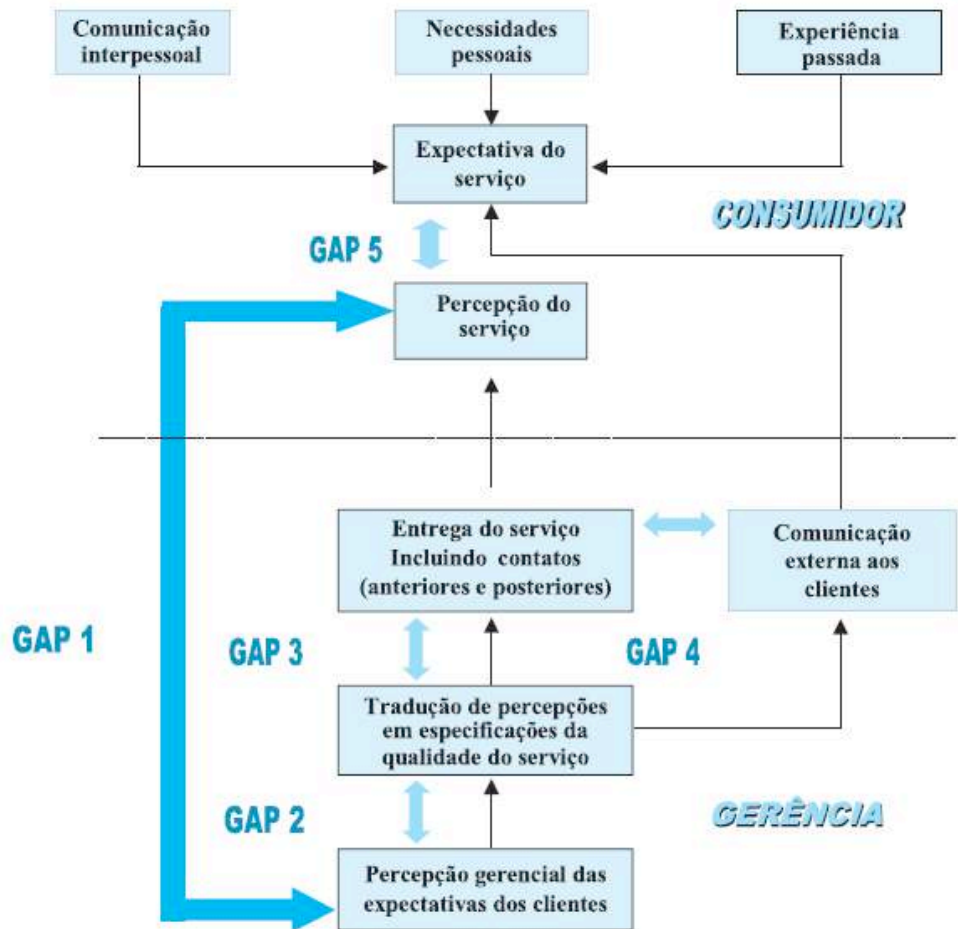 Comunicação
interpessoal
Necessidades
pessoais
Experiência
passada
Expectativa do
serviço
CONSUMIDOR
GAP 5
Percepção do
serviço
Entrega do serviço
Incluindo contatos
(anteriores e posteriores)
Comunicação
externa aos
clientes
GAP 1
GAP 3
GAP 4
Tradução de percepções
em especificações da
qualidade do serviço
GAP 2
GERÊNCIA
Percepção gerencial das
expectativas dos clientes